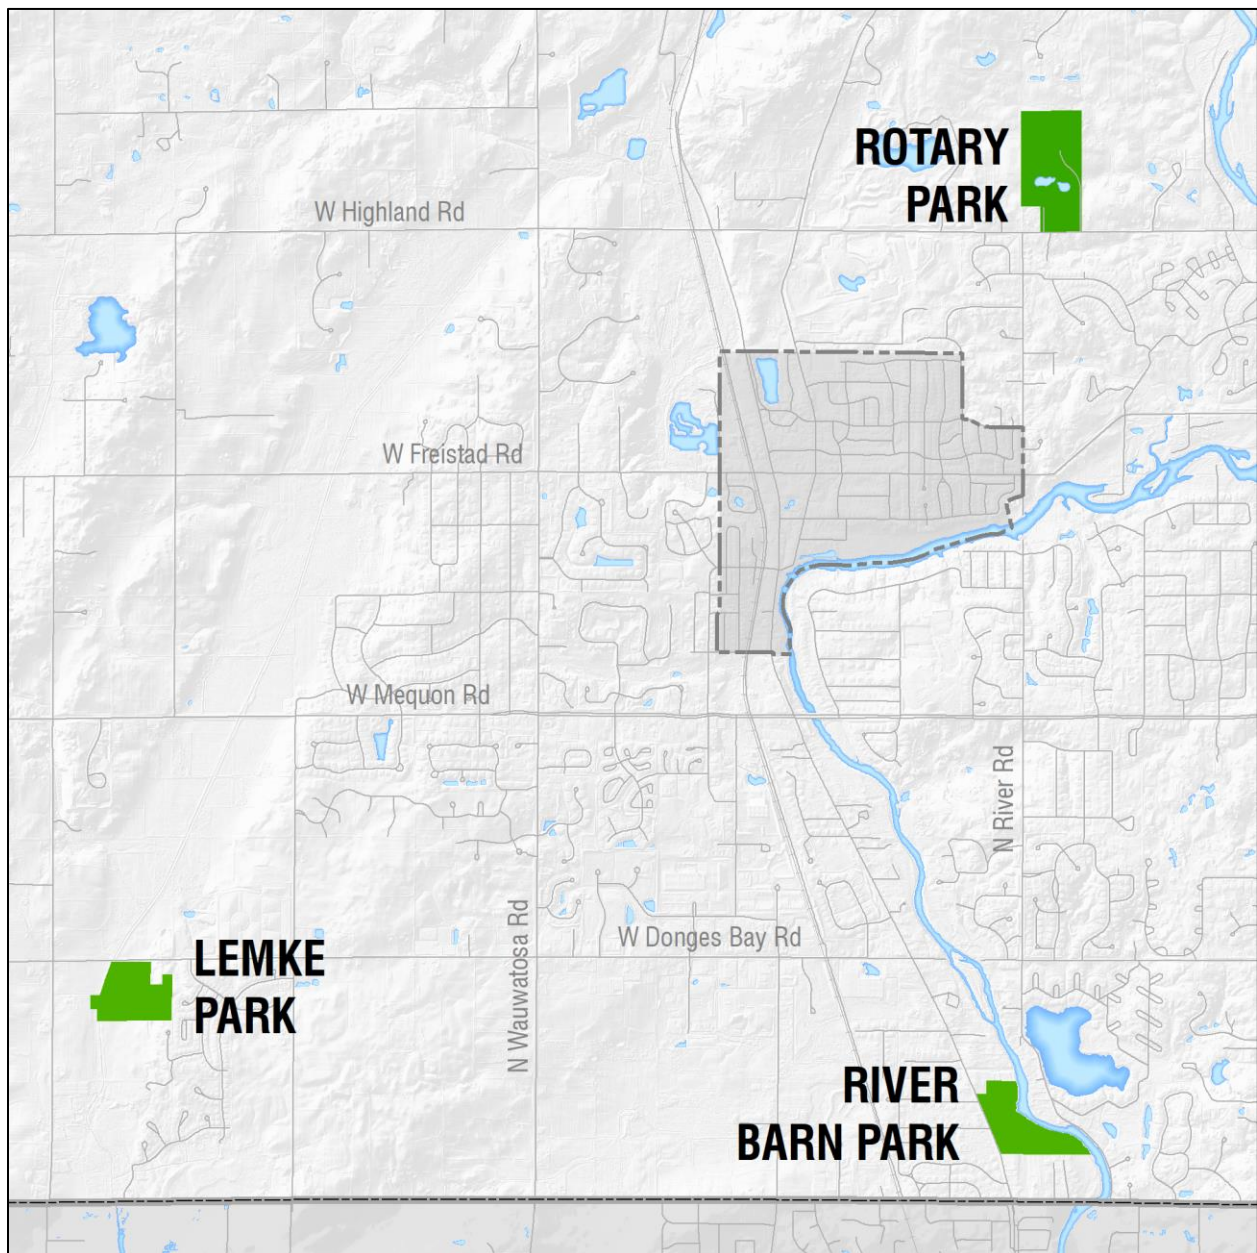 ROTARY
PARK
W Highland Rd
W Freistad Rd
W Mequon Rd
N River Rd
N Wauwatosa Rd
W Donges Bay Rd
LEMKE
PARK
RIVER
BARN PARK